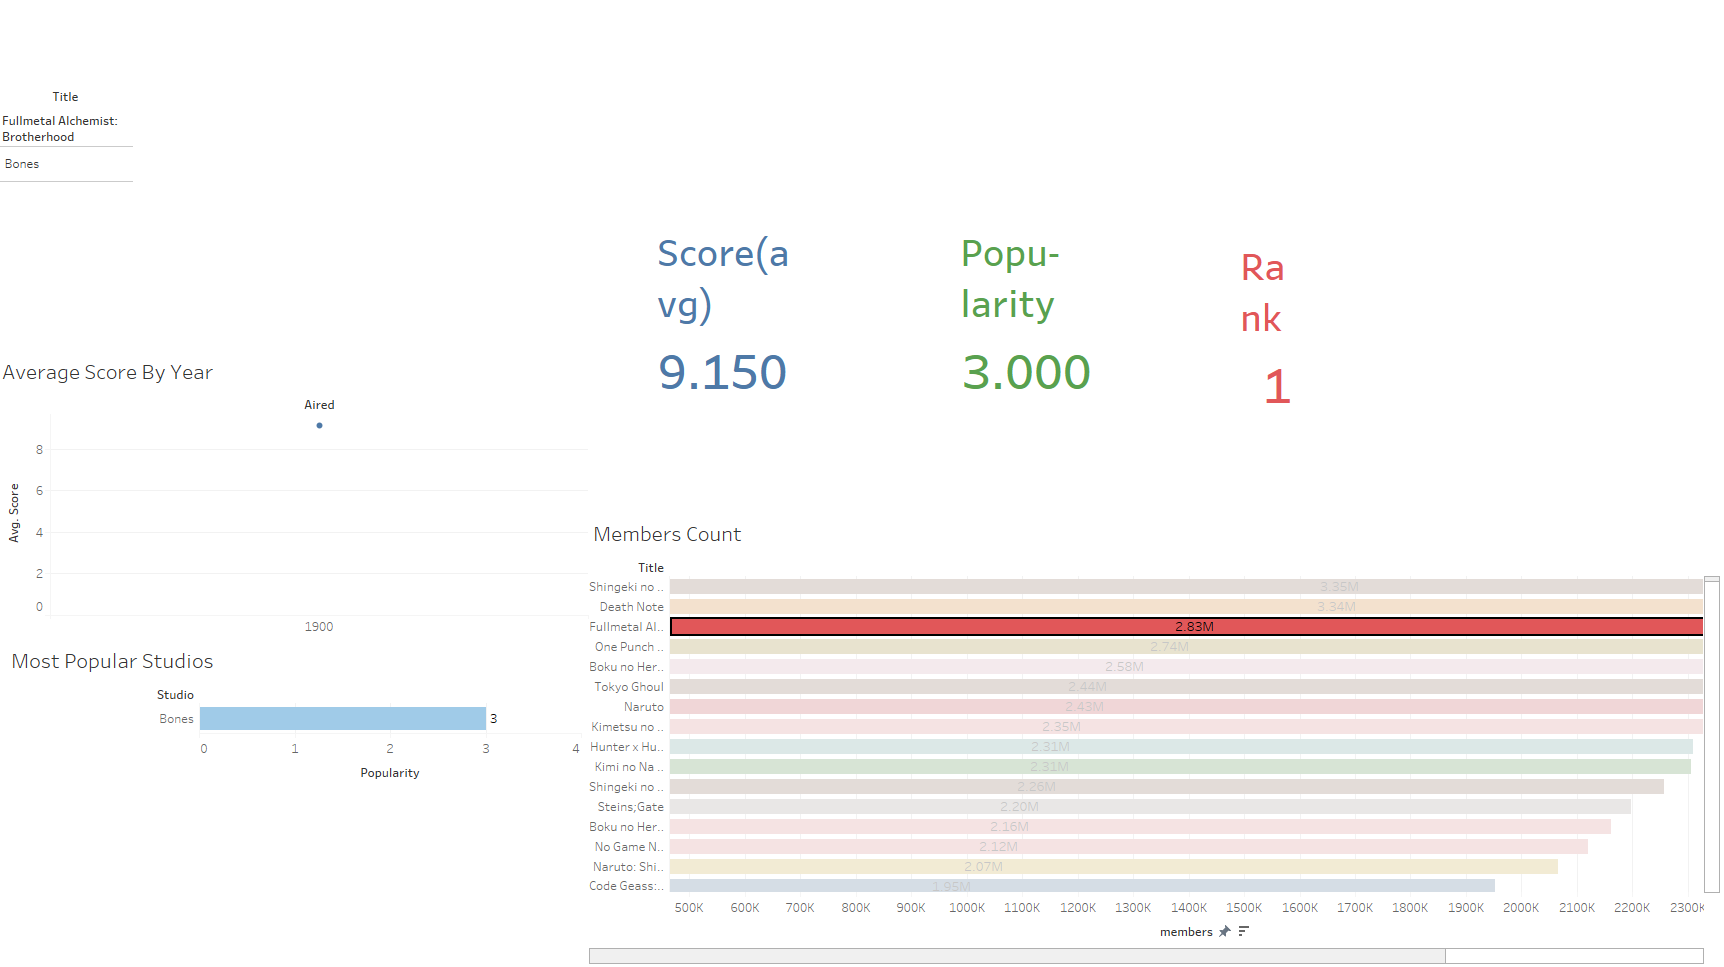 Title
Fullmetal Alchemist:
Brotherhood
Bones
Score(a
vg)
9.150
Popu-
larity
3.000
Ra
nk
1
Average Score By Year
Aired
Avg. Score
8
6
4
2
0
1900
Most Popular Studios
Studio
Bones
3
0 1 2 3 4
Popularity
Members Count
Title
Shingeki no .. 3.35M
Death Note 3.34M
Fullmetal Al.. 2.83M
One Punch .. 2.74M
Boku no Her.. 2.58M
Tokyo Ghoul 2.44M
Naruto 2.43M
Kimetsu no .. 2.35M
Hunter x Hu.. 2.31M
Kimi no Na .. 2.31M
Shingeki no .. 2.26M
Steins;Gate 2.20M
Boku no Her.. 2.16M
No Game N.. 2.12M
Naruto: Shi.. 2.07M
Code Geass:.. 1.95M
500K 600K 700K 800K 900K 1000K 1100K 1200K 1300K 1400K 1500K 1600K 1700K 1800K 1900K 2000K 2100K 2200K 2300K
members